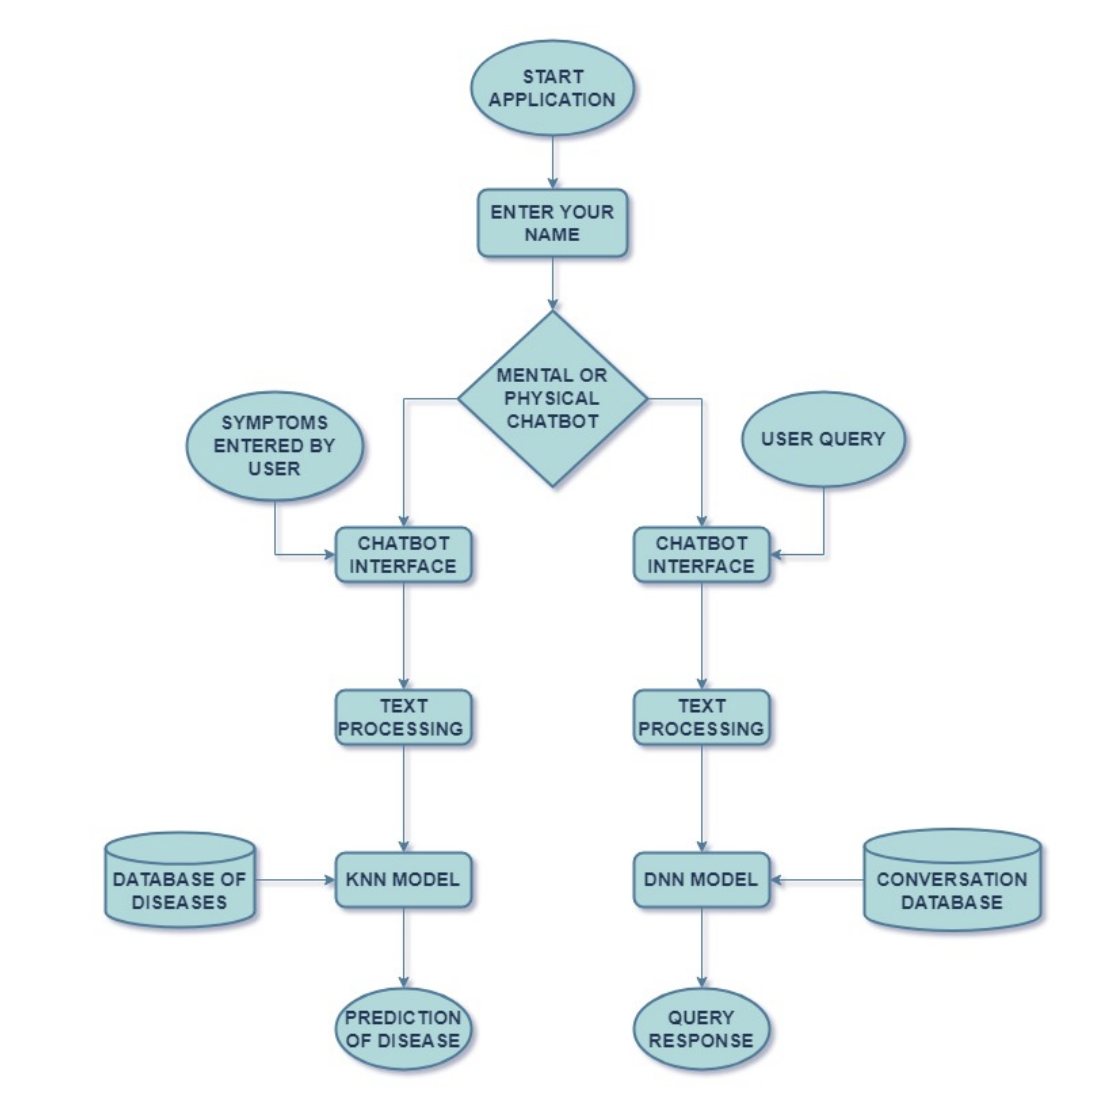 START
APPLICATION
ENTER YOUR
NAME
MENTAL OR
PHYSICAL
CHATBOT
SYMPTOMS
ENTERED BY
USER
USER QUERY
CHATBOT
INTERFACE
CHATBOT
INTERFACE
TEXT
PROCESSING
TEXT
PROCESSING
DATABASE OF
DISEASES
KNN MODEL
DNN MODEL
CONVERSATION
DATABASE
PREDICTION
OF DISEASE
QUERY
RESPONSE